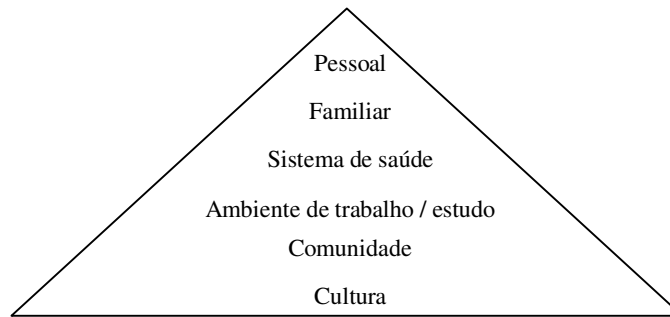 Pessoal
Familiar
Sistema de saúde
Ambiente de trabalho / estudo
Comunidade
Cultura